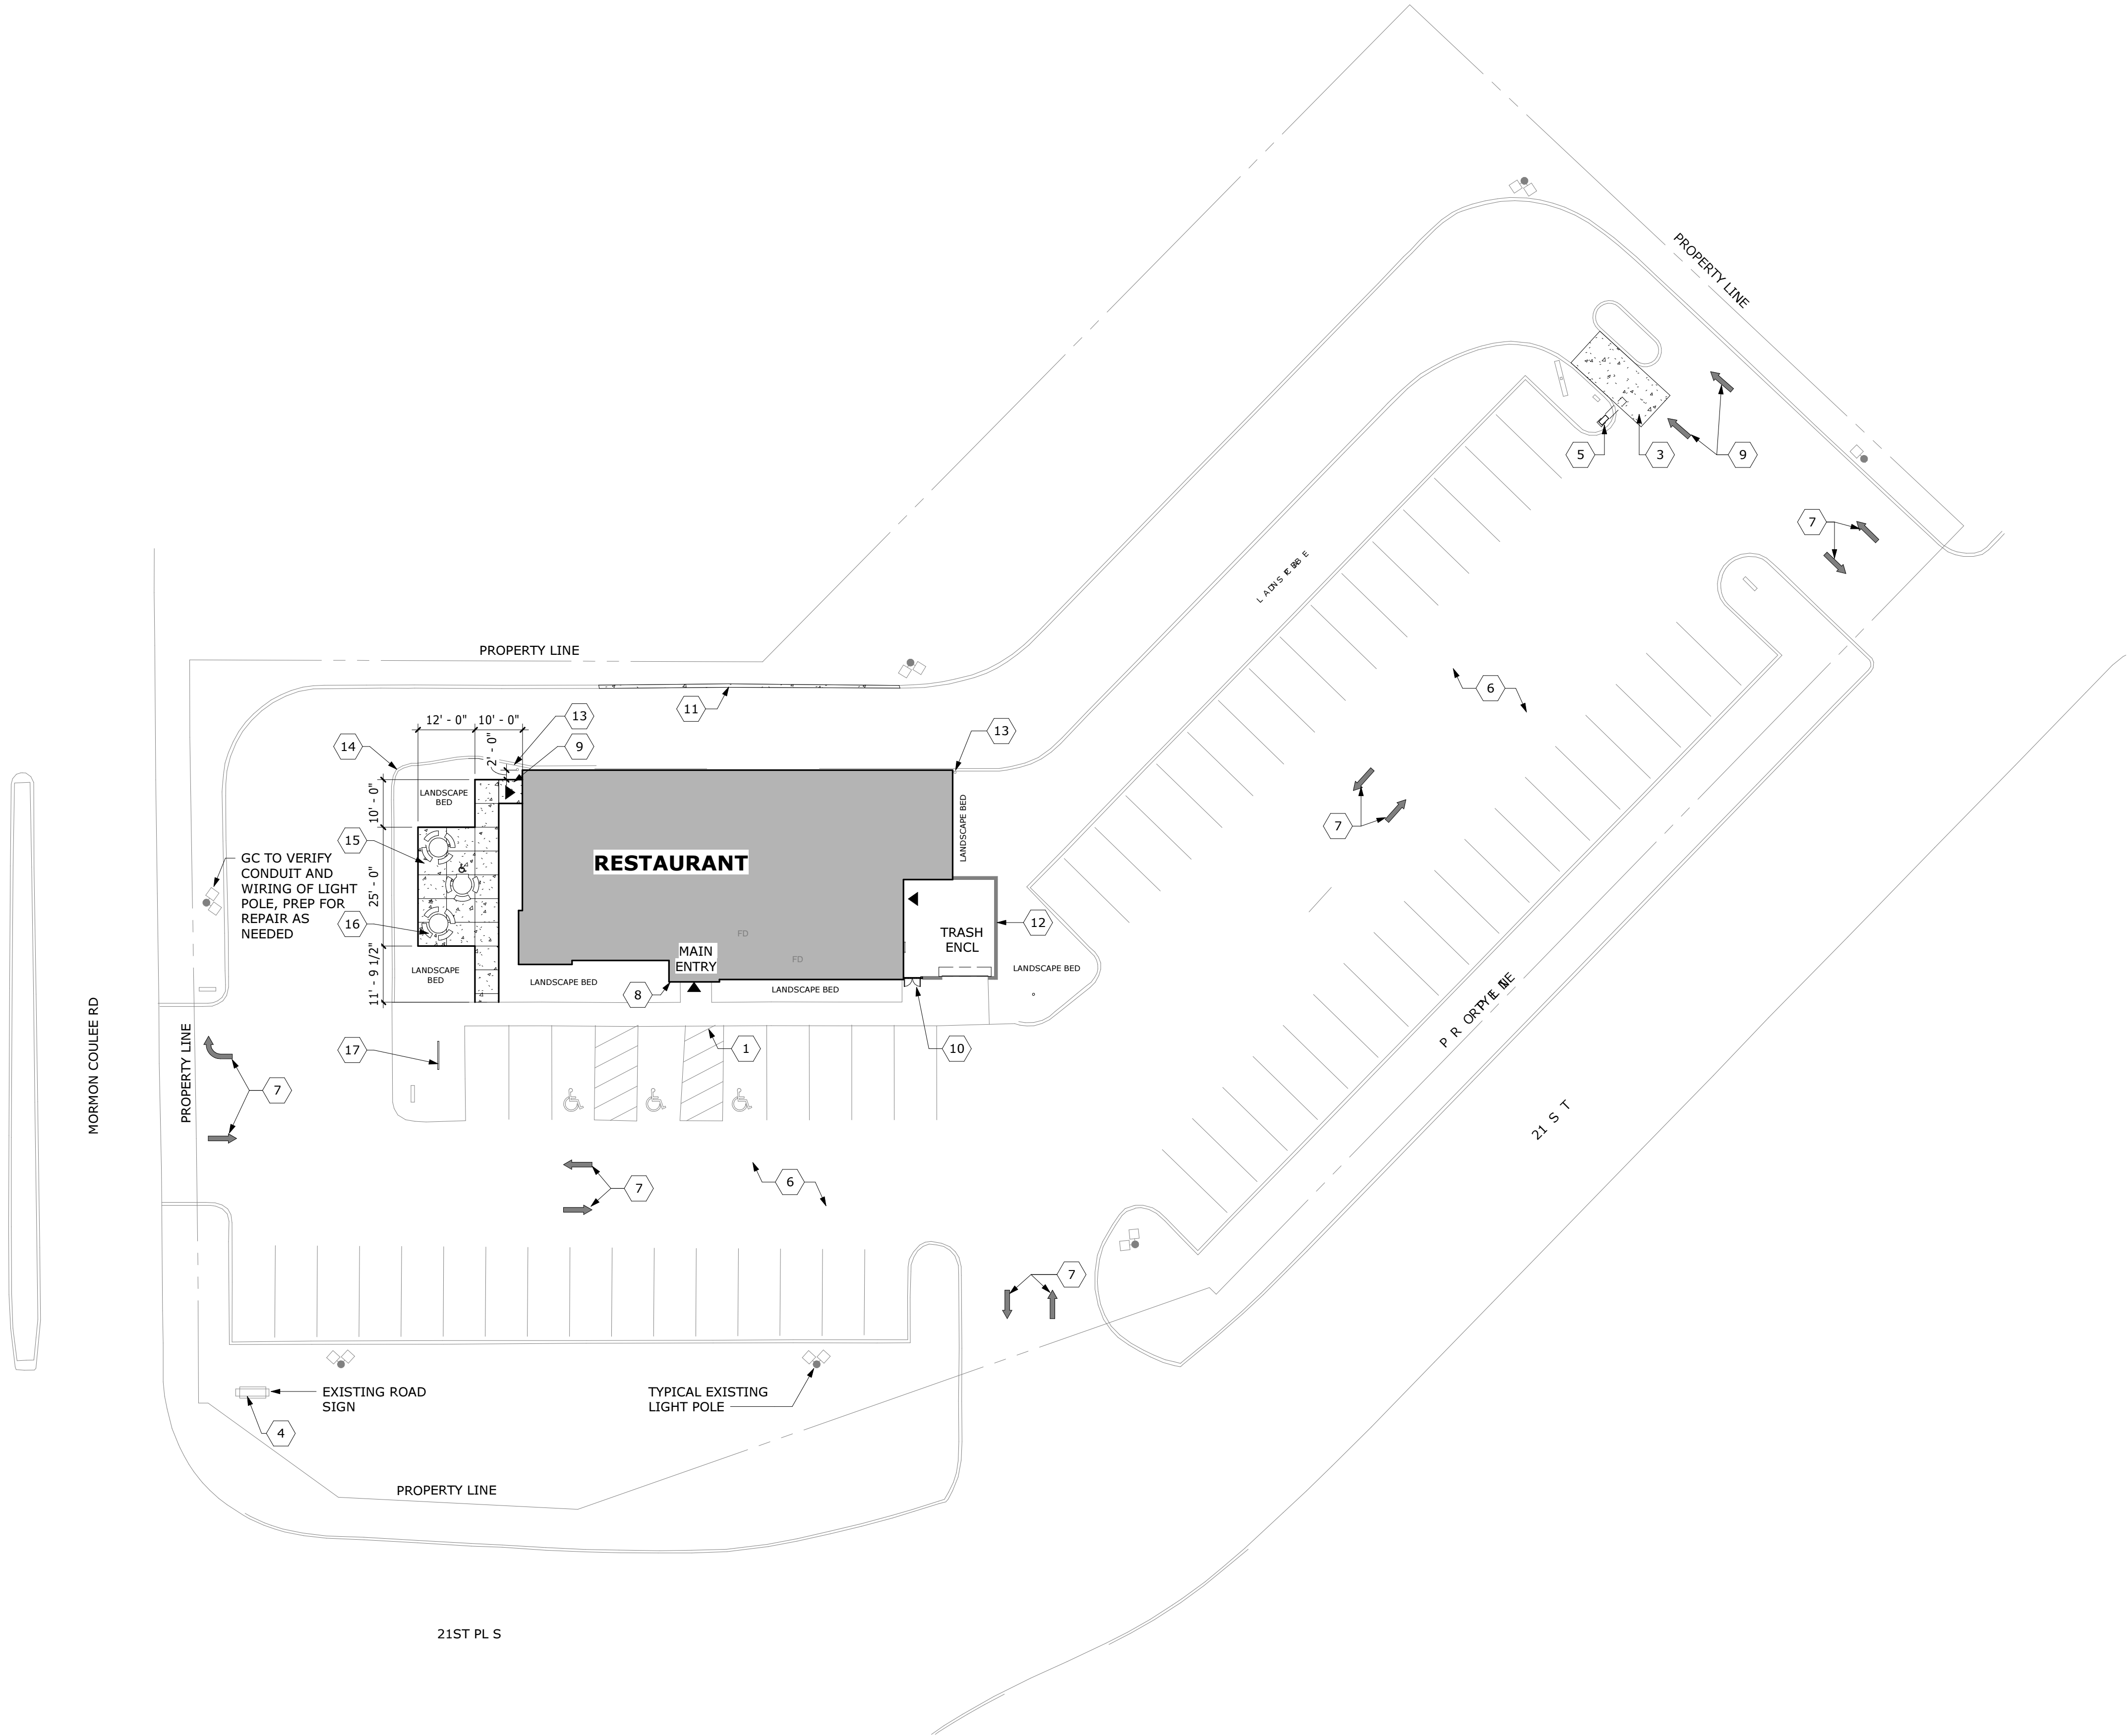 PROPERTY LINE
5
3
9
7
PROPERTY LINE
6
11
12' - 0"
10' - 0"
2' - 0"
13
9
14
13
10' - 0"
LANDSCAPE
BED
LANDSCAPE BED
15
GC TO VERIFY
CONDUIT AND
WIRING OF LIGHT
POLE, PREP FOR
REPAIR AS
NEEDED
25' - 0"
RESTAURANT
7
16
FD
FD
TRASH
ENCL
12
MAIN
ENTRY
11' - 9 1/2"
LANDSCAPE
BED
LANDSCAPE BED
8
LANDSCAPE BED
LANDSCAPE BED
MORMON COULEE RD
PROPERTY LINE
17
1
10
7
21 S T
7
6
7
EXISTING ROAD
SIGN
TYPICAL EXISTING
LIGHT POLE
4
PROPERTY LINE
21ST PL S